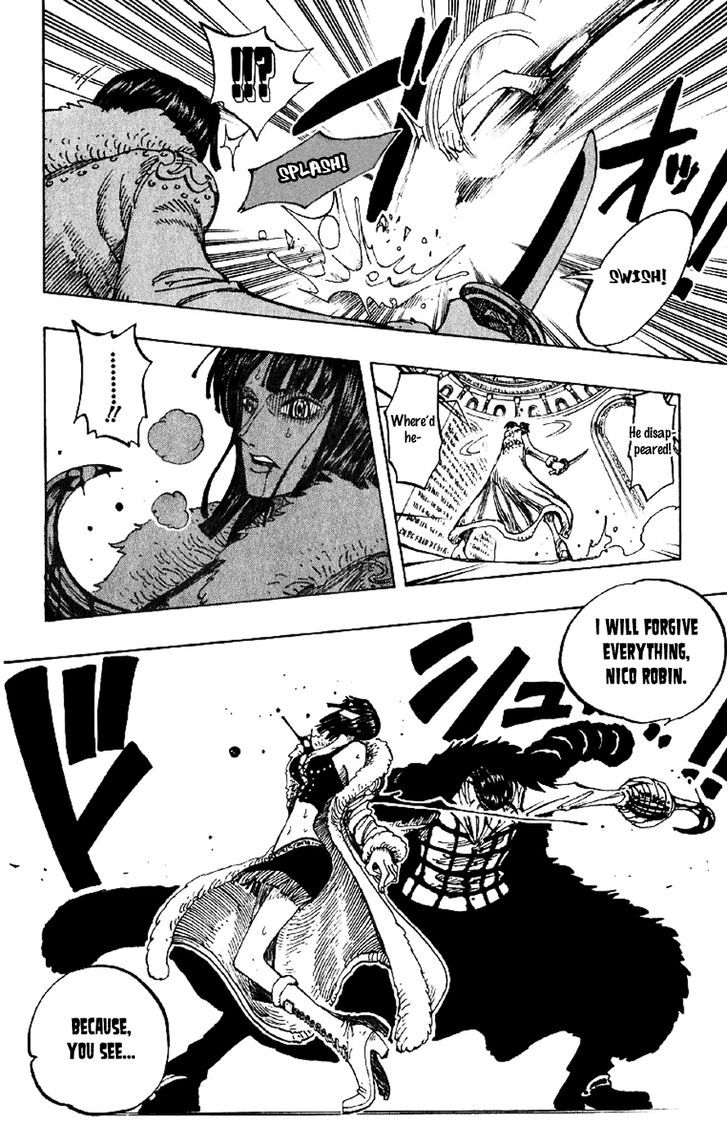 オッ
SWISH!
SPLASH!
!!?
He disap-
peared!
Where'd
he-
........!!
I WILL FORGIVE
EVERYTHING,
NICO ROBIN.
ドシュッ!!
BECAUSE,
YOU SEE...